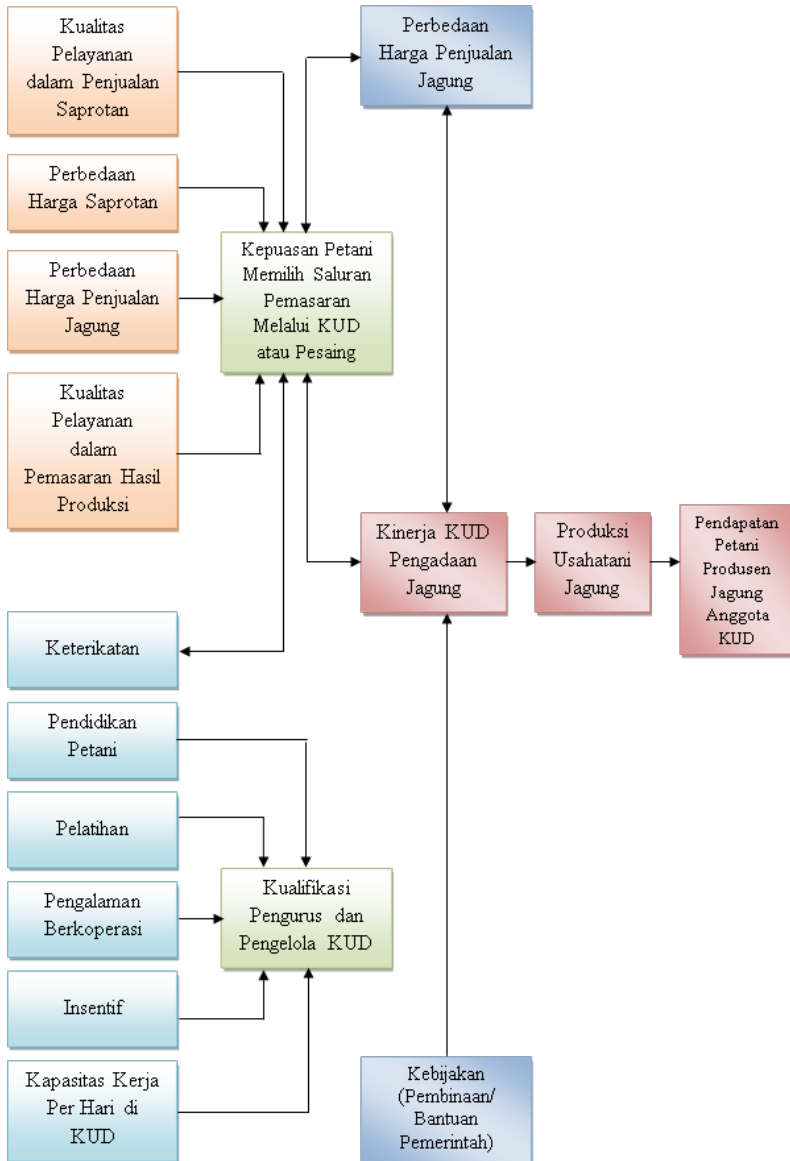 Kualitas
Pelayanan
dalam Penjualan
Saprotan
Perbedaan
Harga Penjualan
Jagung
Perbedaan
Harga Saprotan
Kepuasan Petani
Memilih Saluran
Pemasaran
Melalui KUD
atau Pesaing
Perbedaan
Harga Penjualan
Jagung
Kualitas
Pelayanan
dalam
Pemasaran Hasil
Produksi
Kinerja KUD
Pengadaan
Jagung
Produksi
Usahatani
Jagung
Pendapatan
Petani
Produsen
Jagung
Anggota
KUD
Keterikatan
Pendidikan
Petani
Pelatihan
Pengalaman
Berkoperasi
Kualifikasi
Pengurus dan
Pengelola KUD
Insentif
Kapasitas Kerja
Per Hari di
KUD
Kebijakan
(Pembinaan/
Bantuan
Pemerintah)